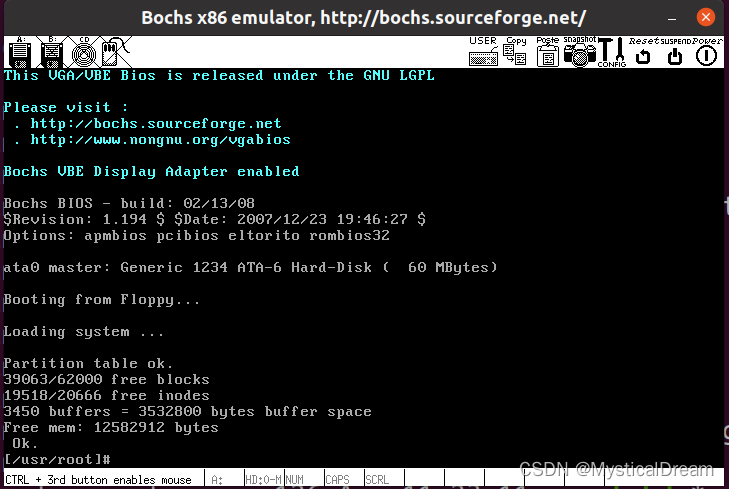 Bochs x86 emulator, http://bochs.sourceforge.net/
A: B: CD USER Copy Paste snapshot CONFIG Reset SUSPEND Power
This VGA/VBE Bios is released under the GNU LGPL
Please visit :
. http://bochs.sourceforge.net
. http://www.nongnu.org/vgabios
Bochs VBE Display Adapter enabled
Bochs BIOS - build: 02/13/08
$Revision: 1.194 $ $Date: 2007/12/23 19:46:27 $
Options: apmbios pcibios eltorito rombios32
ata0 master: Generic 1234 ATA-6 Hard-Disk (  60 MBytes)
Booting from Floppy...
Loading system ...
Partition table ok.
39063/62000 free blocks
19518/20666 free inodes
3450 buffers = 3532800 bytes buffer space
Free mem: 12582912 bytes
Ok.
[/usr/root]#
CSDN @MysticalDream
CTRL + 3rd button enables mouse A: HD:0-M NUM CAPS SCRL